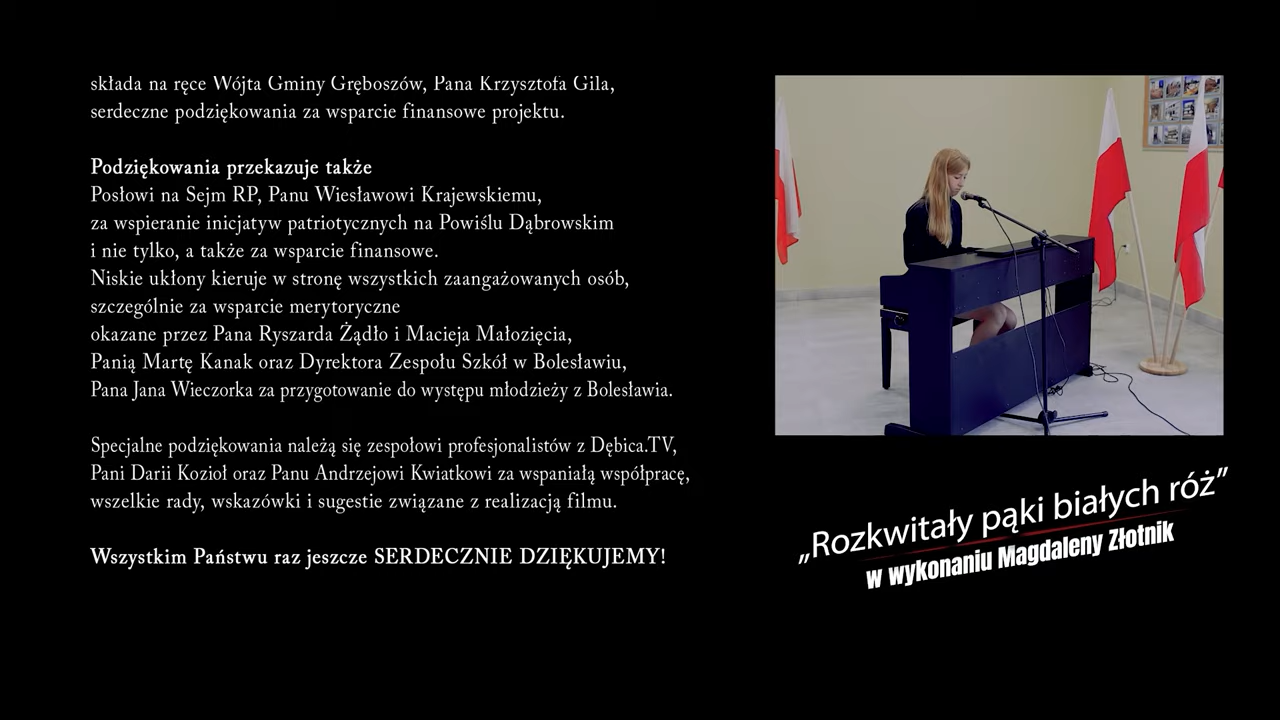 składa na ręce Wójta Gminy Gręboszów, Pana Krzysztofa Gila,
serdeczne podziękowania za wsparcie finansowe projektu.
Podziękowania przekazuje także
Posłowi na Sejm RP, Panu Wiesławowi Krajewskiemu,
za wspieranie inicjatyw patriotycznych na Powiślu Dąbrowskim
i nie tylko, a także za wsparcie finansowe.
Niskie ukłony kieruje w stronę wszystkich zaangażowanych osób,
szczególnie za wsparcie merytoryczne
okazane przez Pana Ryszarda Żądło i Macieja Małozięcia,
Panią Martę Kanak oraz Dyrektora Zespołu Szkół w Bolesławiu,
Pana Jana Wieczorka za przygotowanie do występu młodzieży z Bolesławia.
Specjalne podziękowania należą się zespołowi profesjonalistów z Dębica.TV,
Pani Darii Kozioł oraz Panu Andrzejowi Kwiatkowi za wspaniałą współpracę,
wszelkie rady, wskazówki i sugestie związane z realizacją filmu.
Wszystkim Państwu raz jeszcze SERDECZNIE DZIĘKUJEMY!
„Rozkwitały pąki białych róż”
w wykonaniu Magdaleny Złotnik